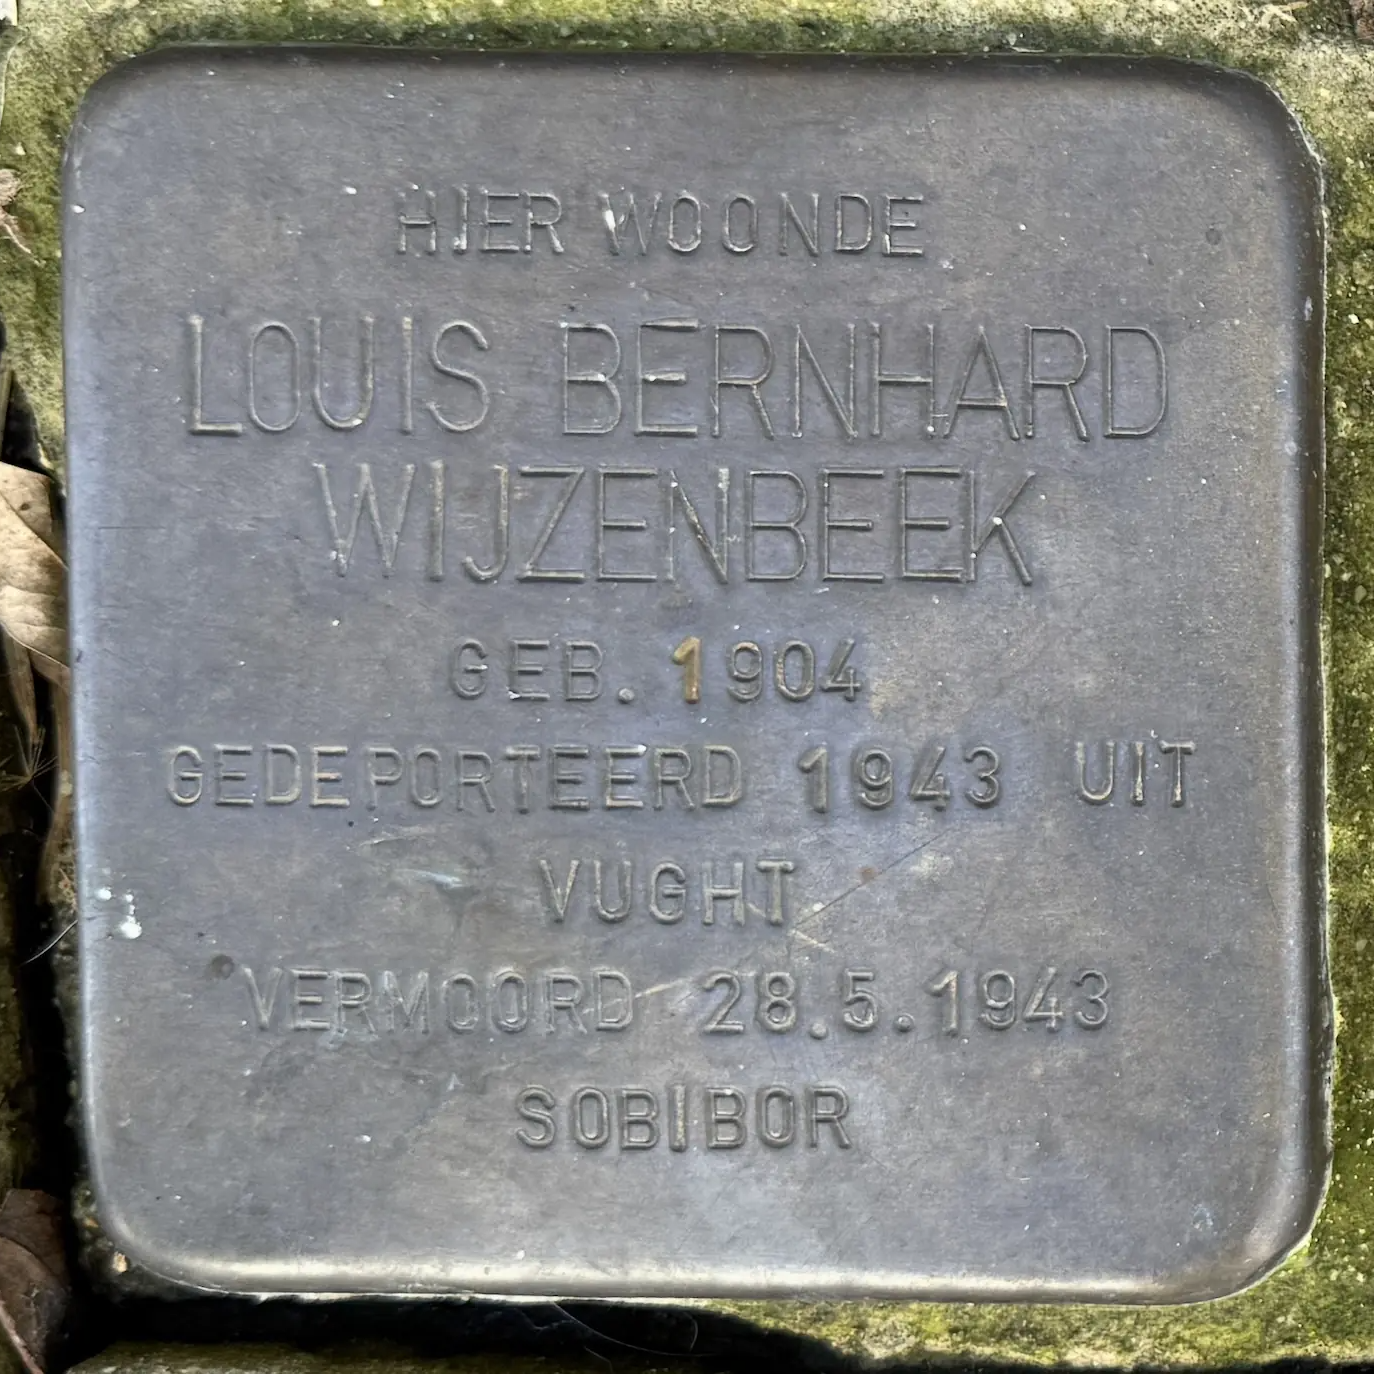 HIER WOONDE
LOUIS BERNHARD
WIJZENBEEK
GEB. 1904
GEDEPORTEERD 1943 UIT
VUGHT
VERMOORD 28.5.1943
SOBIBOR